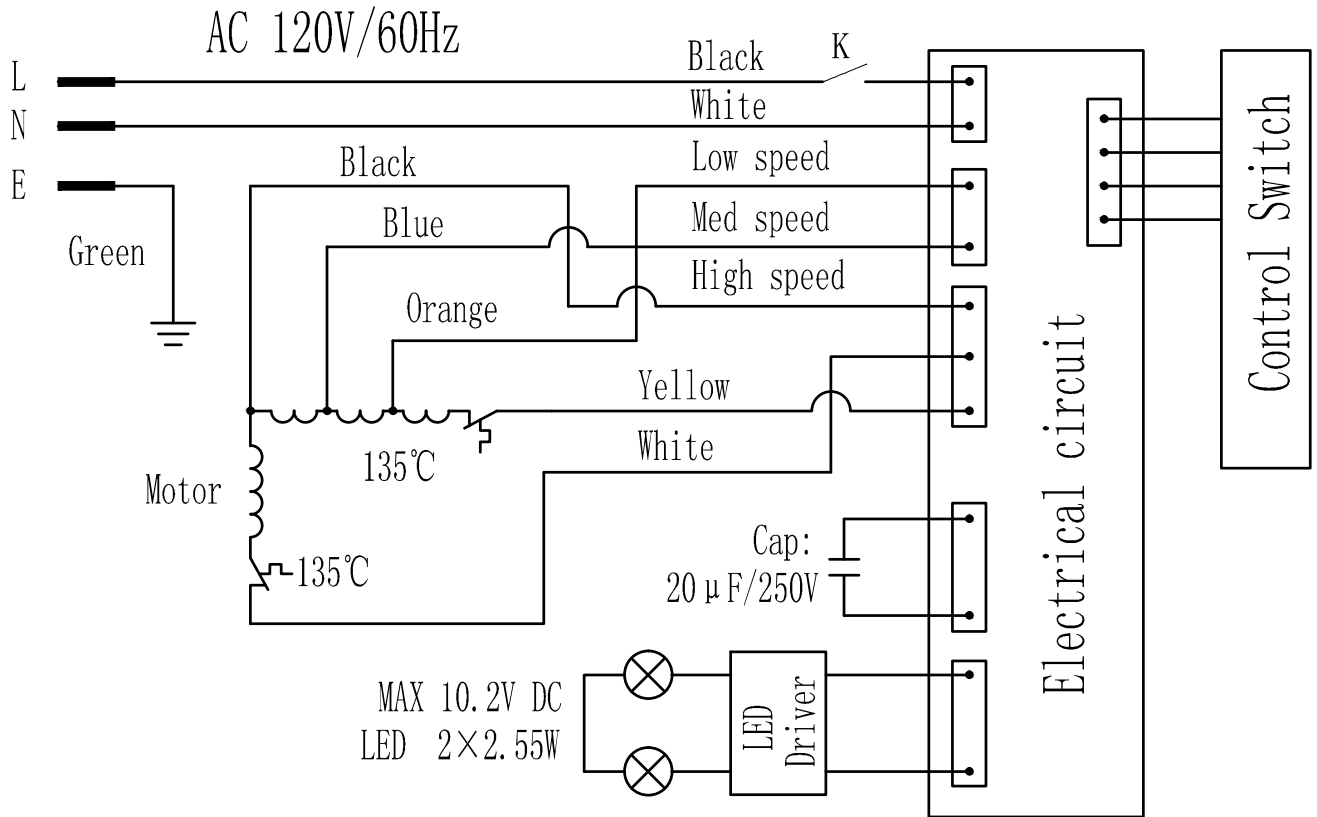 AC 120V/60Hz
L
Black
K
N
White
E
Black
Low speed
Green
Blue
Med speed
High speed
Orange
Yellow
135℃
White
Motor
135℃
Cap:
20μF/250V
MAX 10.2V DC
LED 2×2.55W
LED
Driver
Electrical circuit
Control Switch